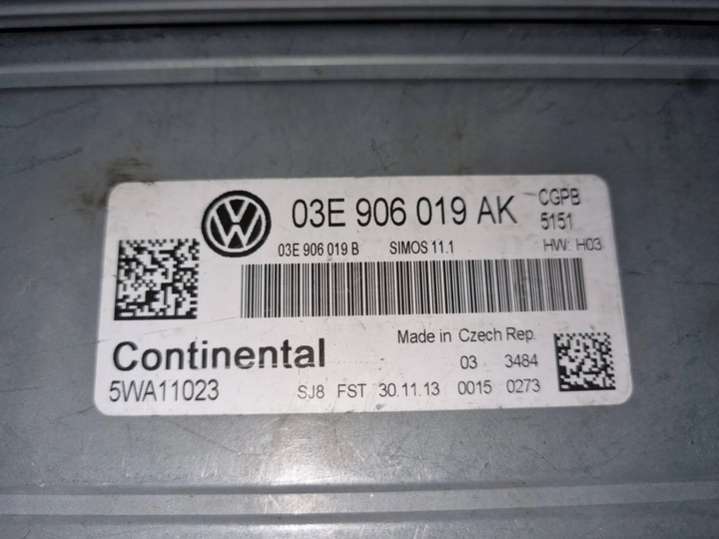 VW
03E 906 019 AK CGPB
5151
03E 906 019 B SIMOS 11.1 HW: H03
Continental Made in Czech Rep.
03 3484
5WA11023 SJ8 FST 30.11.13 0015 0273